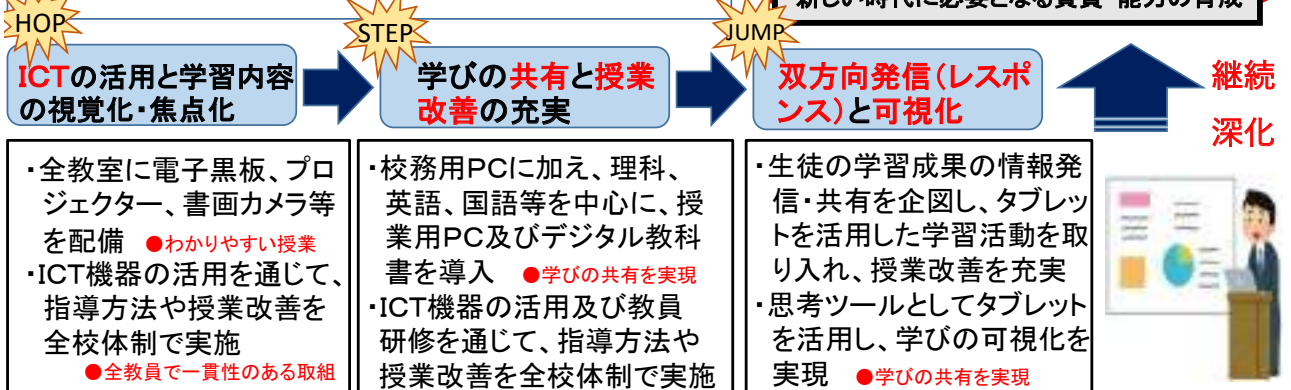 新しい時代に必要となる資質・能力の育成
HOP
ICTの活用と学習内容
の視覚化・焦点化
STEP
学びの共有と授業
改善の充実
JUMP
双方向発信(レスポ
ンス)と可視化
継続
深化
・全教室に電子黒板、プロ
ジェクター、書画カメラ等
を配備 ●わかりやすい授業
・ICT機器の活用を通じて、
指導方法や授業改善を
全校体制で実施
●全教員で一貫性のある取組
・校務用PCに加え、理科、
英語、国語等を中心に、授
業用PC及びデジタル教科
書を導入 ●学びの共有を実現
・ICT機器の活用及び教員
研修を通じて、指導方法や
授業改善を全校体制で実施
・生徒の学習成果の情報発
信・共有を企図し、タブレッ
トを活用した学習活動を取
り入れ、授業改善を充実
・思考ツールとしてタブレット
を活用し、学びの可視化を
実現 ●学びの共有を実現